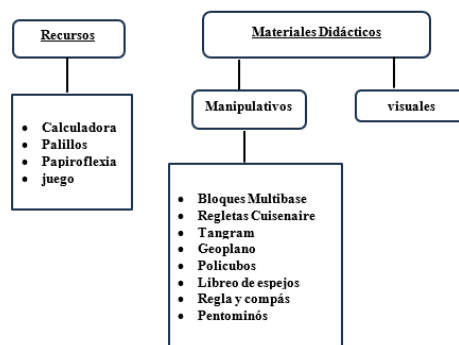 Recursos
Materiales Didácticos
Manipulativos
visuales
• Calculadora
• Palillos
• Papiroflexia
• juego
• Bloques Multibase
• Regletas Cuisenaire
• Tangram
• Geoplano
• Policubos
• Libreo de espejos
• Regla y compás
• Pentominós